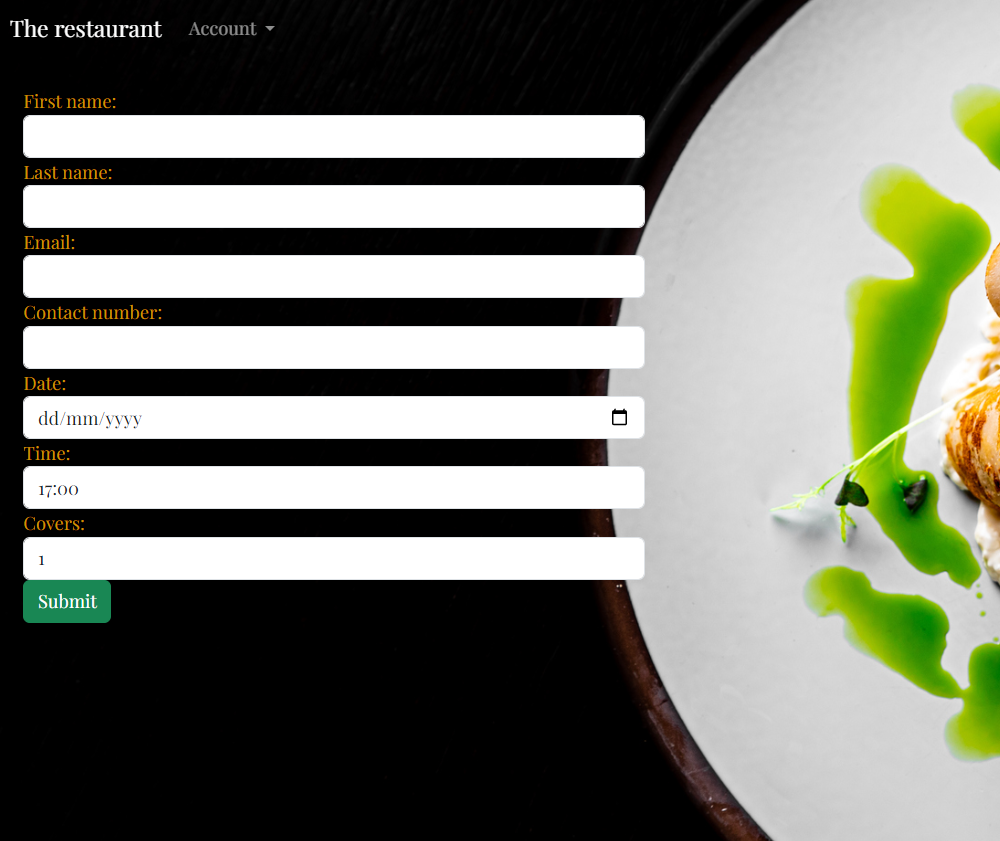 The restaurant Account
First name:
Last name:
Email:
Contact number:
Date:
dd/mm/yyyy
Time:
17:00
Covers:
1
Submit